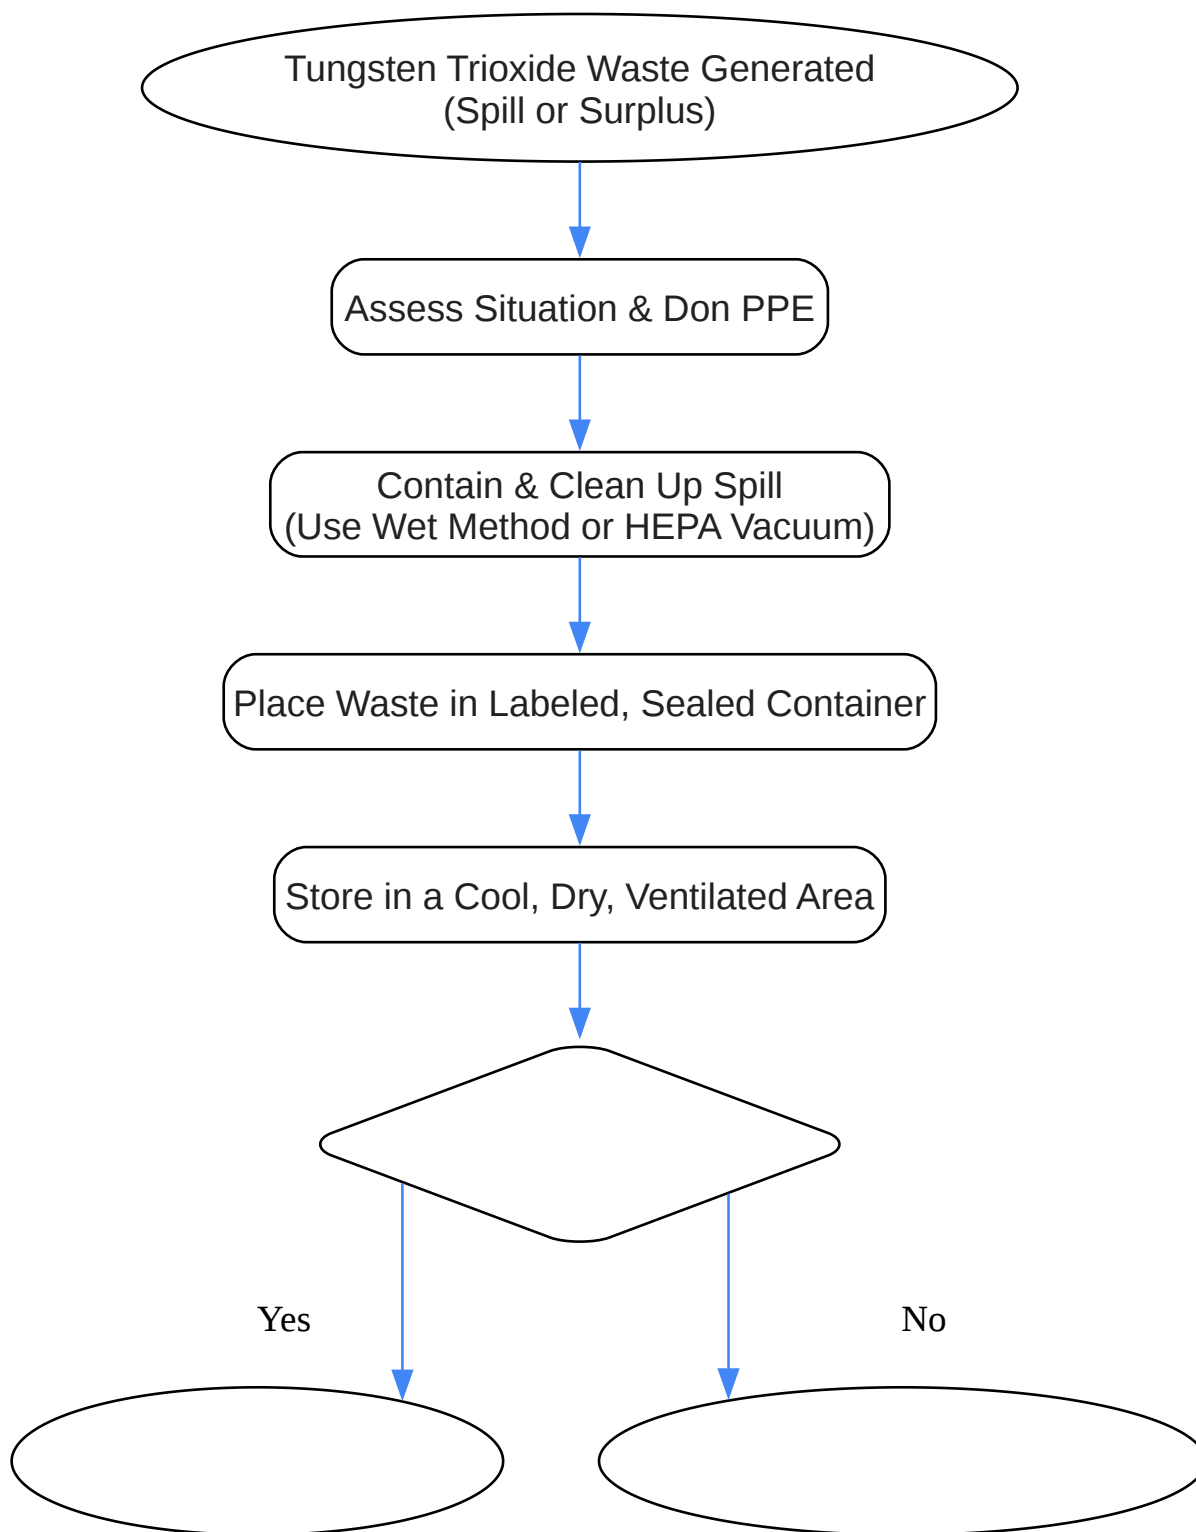 Tungsten Trioxide Waste Generated
(Spill or Surplus)
Assess Situation & Don PPE
Contain & Clean Up Spill
(Use Wet Method or HEPA Vacuum)
Place Waste in Labeled, Sealed Container
Store in a Cool, Dry, Ventilated Area
Yes
No